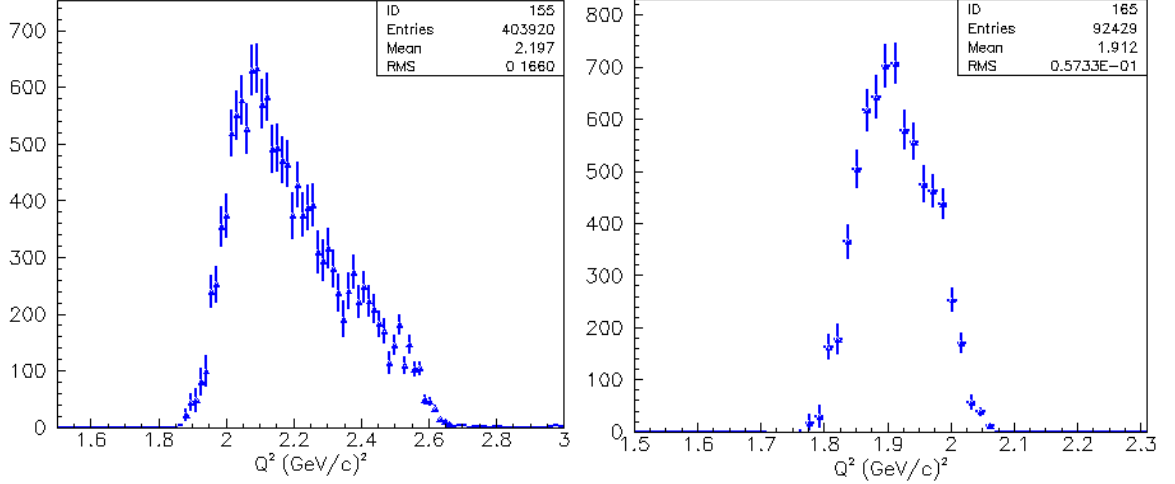 ID 155
Entries 403920
Mean 2.197
RMS 0.1660
700
600
500
400
300
200
100
0
1.6 1.8 2 2.2 2.4 2.6 2.8 3
Q² (GeV/c)²
ID 165
Entries 92429
Mean 1.912
RMS 0.5733E-01
800
700
600
500
400
300
200
100
0
1.5 1.6 1.7 1.8 1.9 2 2.1 2.2 2.3
Q² (GeV/c)²